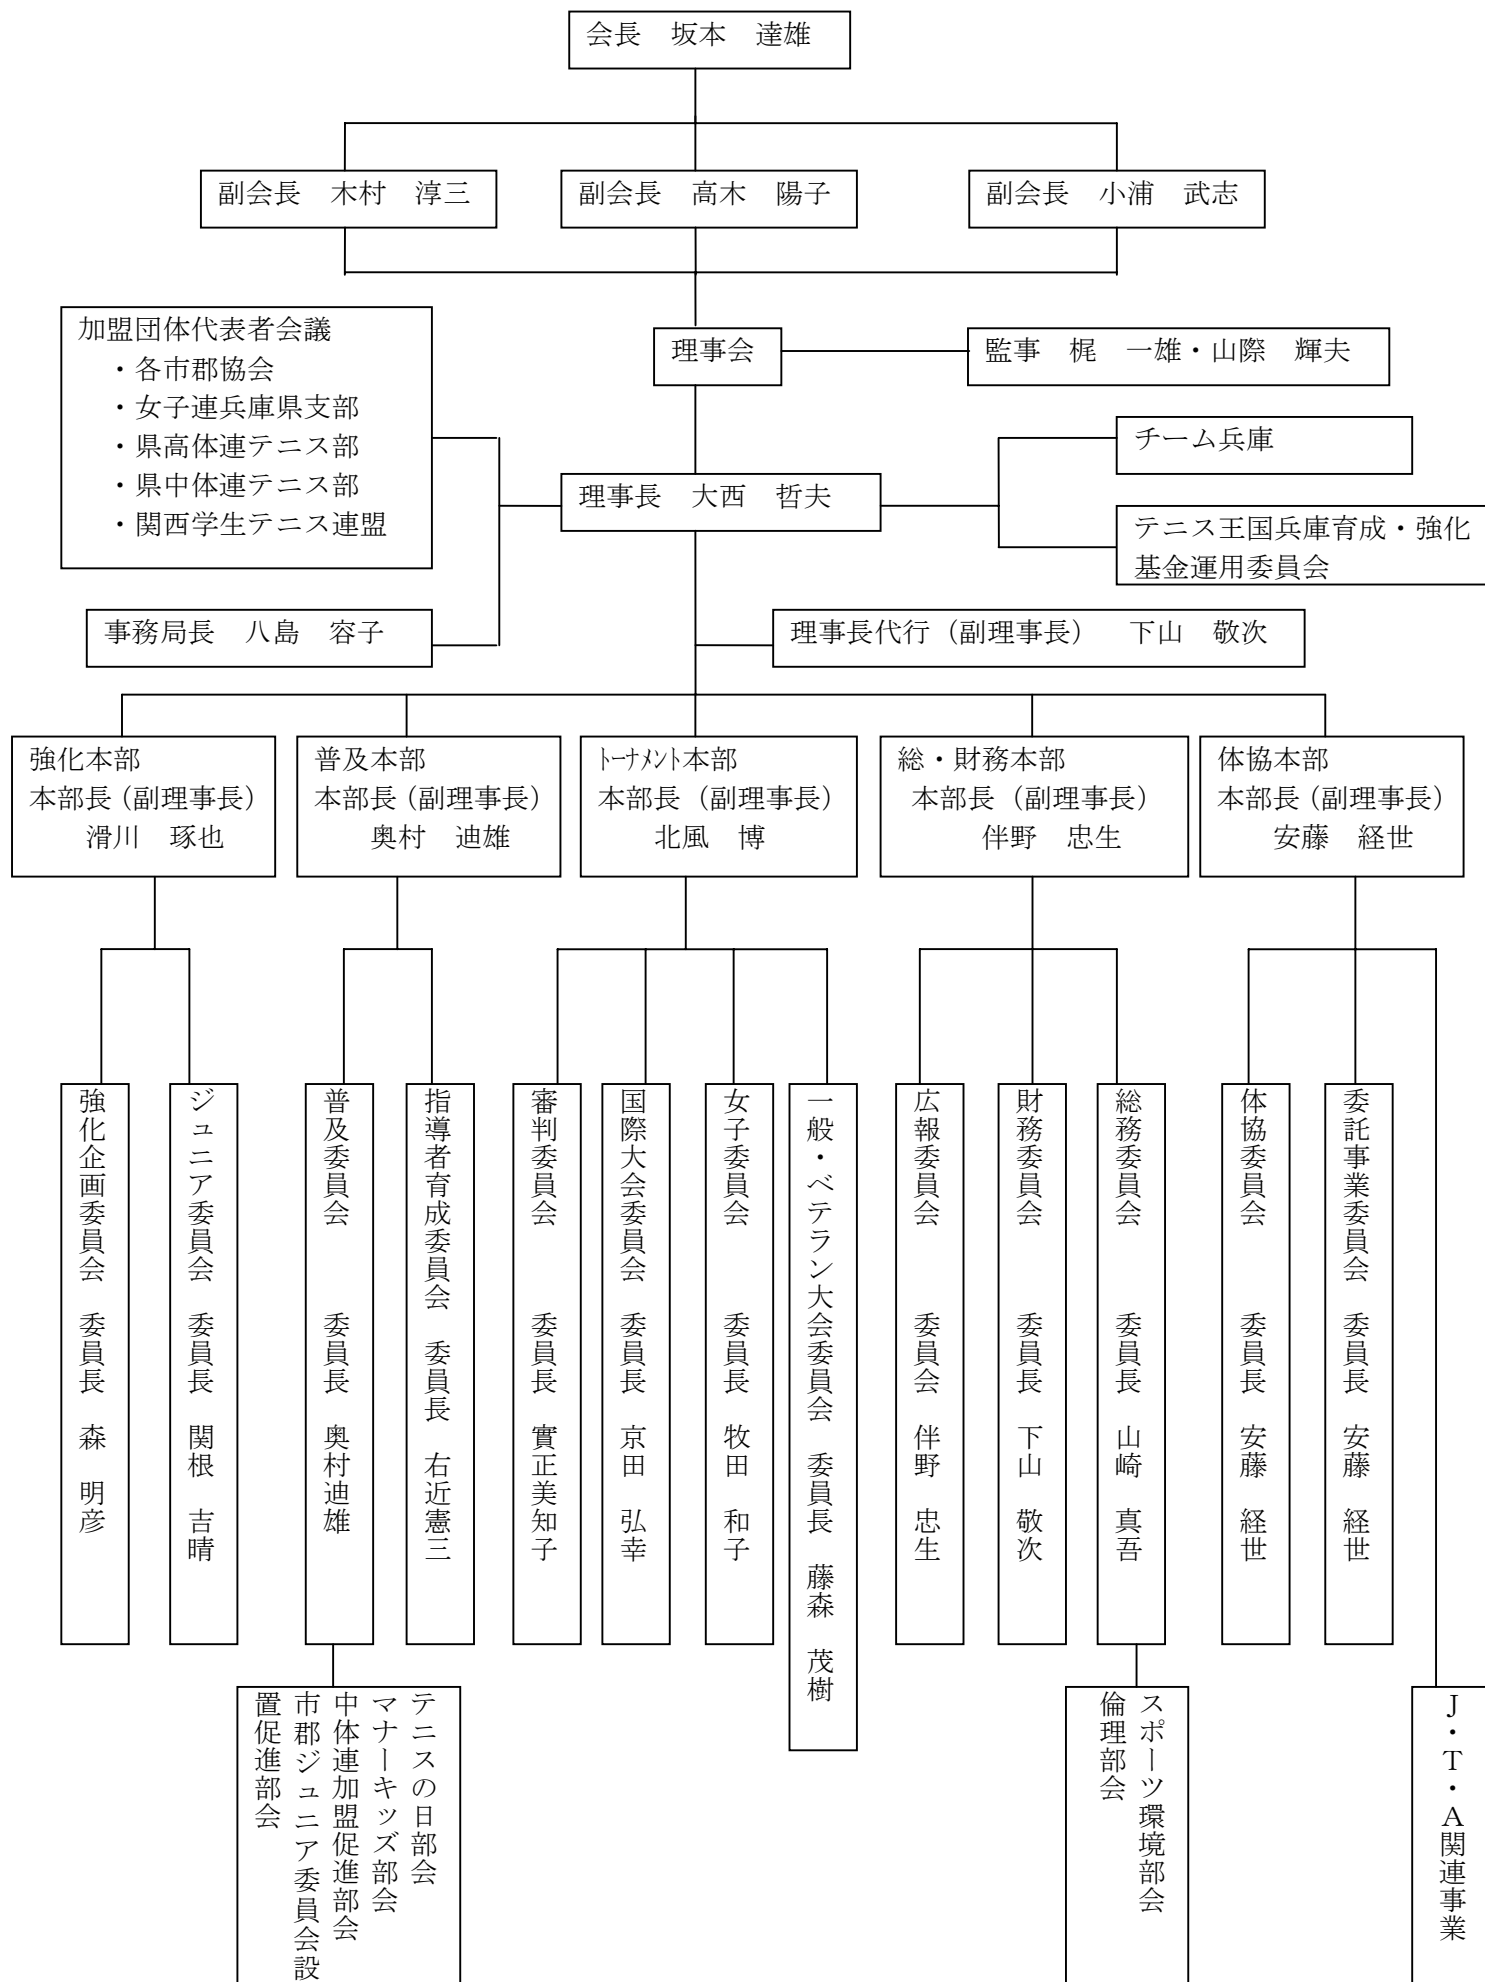 会長　坂本　達雄
副会長　木村　淳三
副会長　高木　陽子
副会長　小浦　武志
加盟団体代表者会議
・各市郡協会
・女子連兵庫県支部
・県高体連テニス部
・県中体連テニス部
・関西学生テニス連盟
理事会
監事　梶　一雄・山際　輝夫
チーム兵庫
理事長　大西　哲夫
テニス王国兵庫育成・強化
基金運用委員会
事務局長　八島　容子
理事長代行（副理事長）　下山　敬次
強化本部
本部長（副理事長）
滑川　琢也
普及本部
本部長（副理事長）
奥村　迪雄
ﾄｰﾅﾒﾝﾄ本部
本部長（副理事長）
北風　博
総・財務本部
本部長（副理事長）
伴野　忠生
体協本部
本部長（副理事長）
安藤　経世
強化企画委員会　委員長　森　明彦
ジュニア委員会　委員長　関根　吉晴
普及委員会　　　委員長　奥村迪雄
指導者育成委員会　委員長　右近憲三
審判委員会　　　委員長　實正美知子
国際大会委員会　委員長　京田　弘幸
女子委員会　　　委員長　牧田　和子
一般・ベテラン大会委員会　委員長　藤森　茂樹
広報委員会　　　委員会　伴野　忠生
財務委員会　　　委員長　下山　敬次
総務委員会　　　委員長　山崎　真吾
体協委員会　　　委員長　安藤　経世
委託事業委員会　委員長　安藤　経世
テニスの日部会
マナーキッズ部会
中体連加盟促進部会
市郡ジュニア委員会設
置促進部会
スポーツ環境部会
倫理部会
J・T・A関連事業